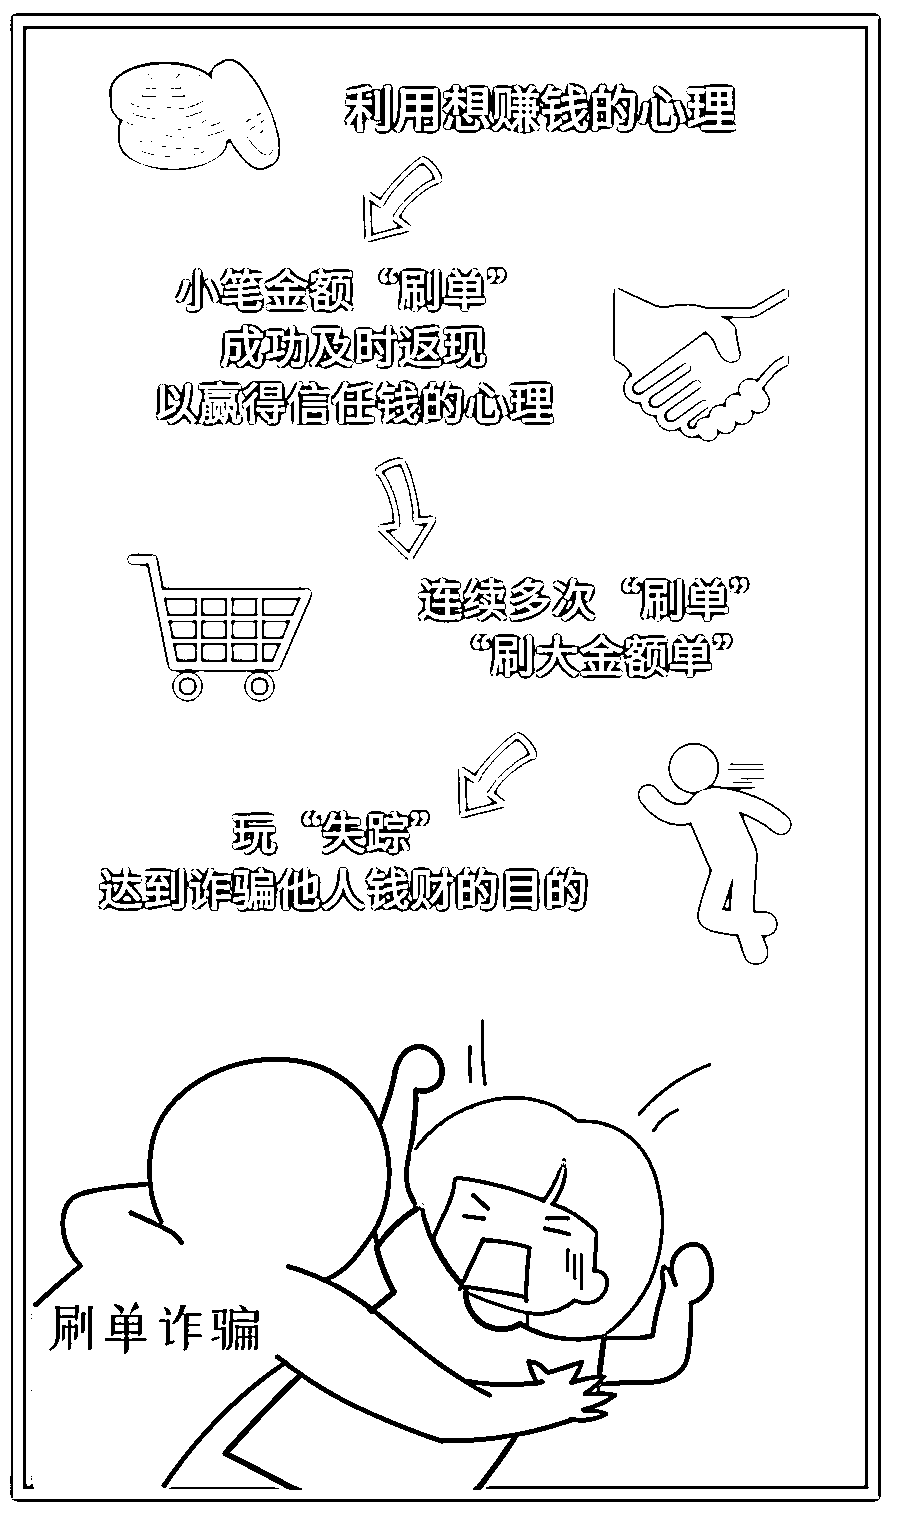 利用想赚钱的心理
小笔金额“刷单”
成功及时返现
以赢得信任钱的心理
连续多次“刷单”
“刷大金额单”
玩“失踪”
达到诈骗他人钱财的目的
刷单诈骗